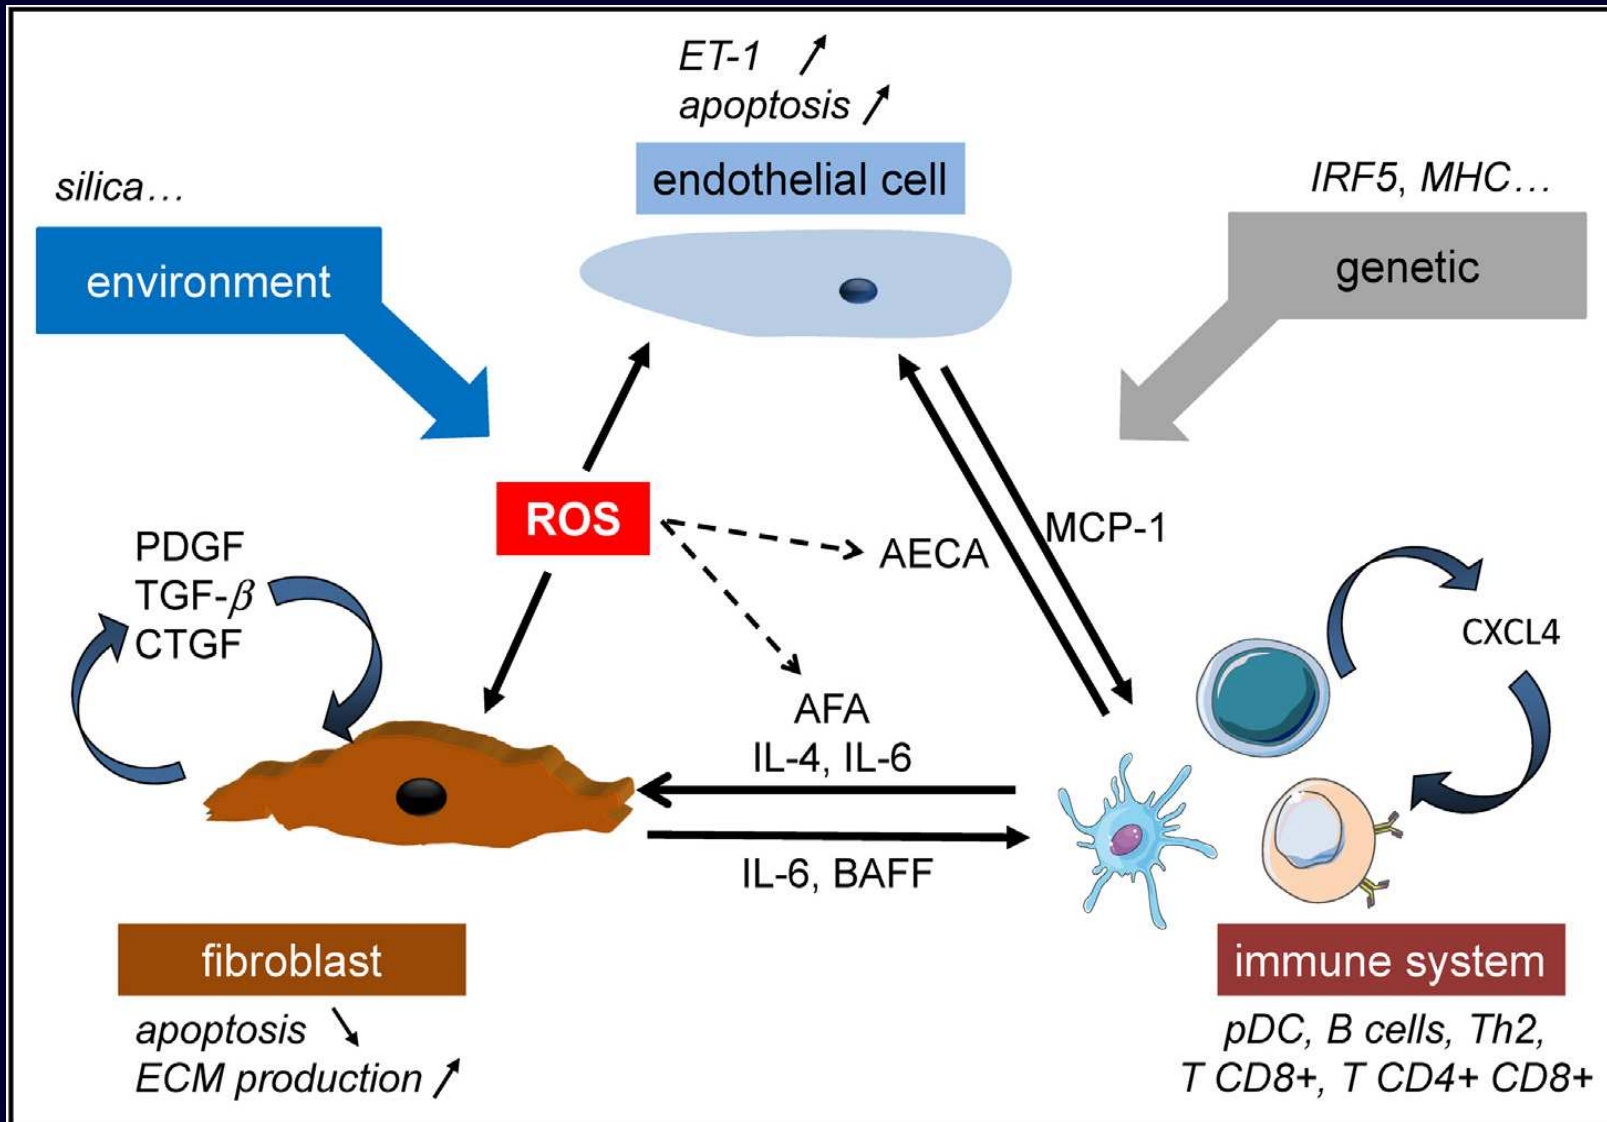 ET-1
apoptosis
endothelial cell
silica…
environment
IRF5, MHC…
genetic
ROS
AECA
MCP-1
PDGF
TGF-β
CTGF
CXCL4
AFA
IL-4, IL-6
IL-6, BAFF
fibroblast
apoptosis
ECM production
immune system
pDC, B cells, Th2,
T CD8+, T CD4+ CD8+